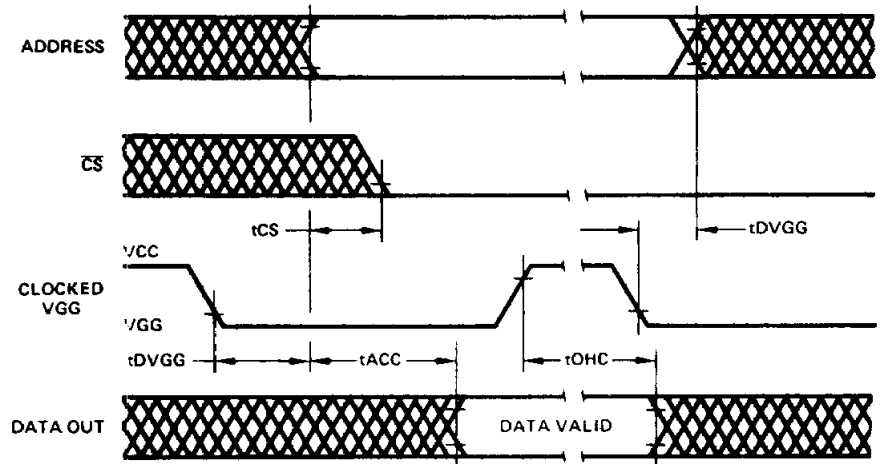 ADDRESS
CS
tCS
tDVGG
VCC
CLOCKED
VGG
VGG
tDVGG
tACC
tOHC
DATA OUT
DATA VALID